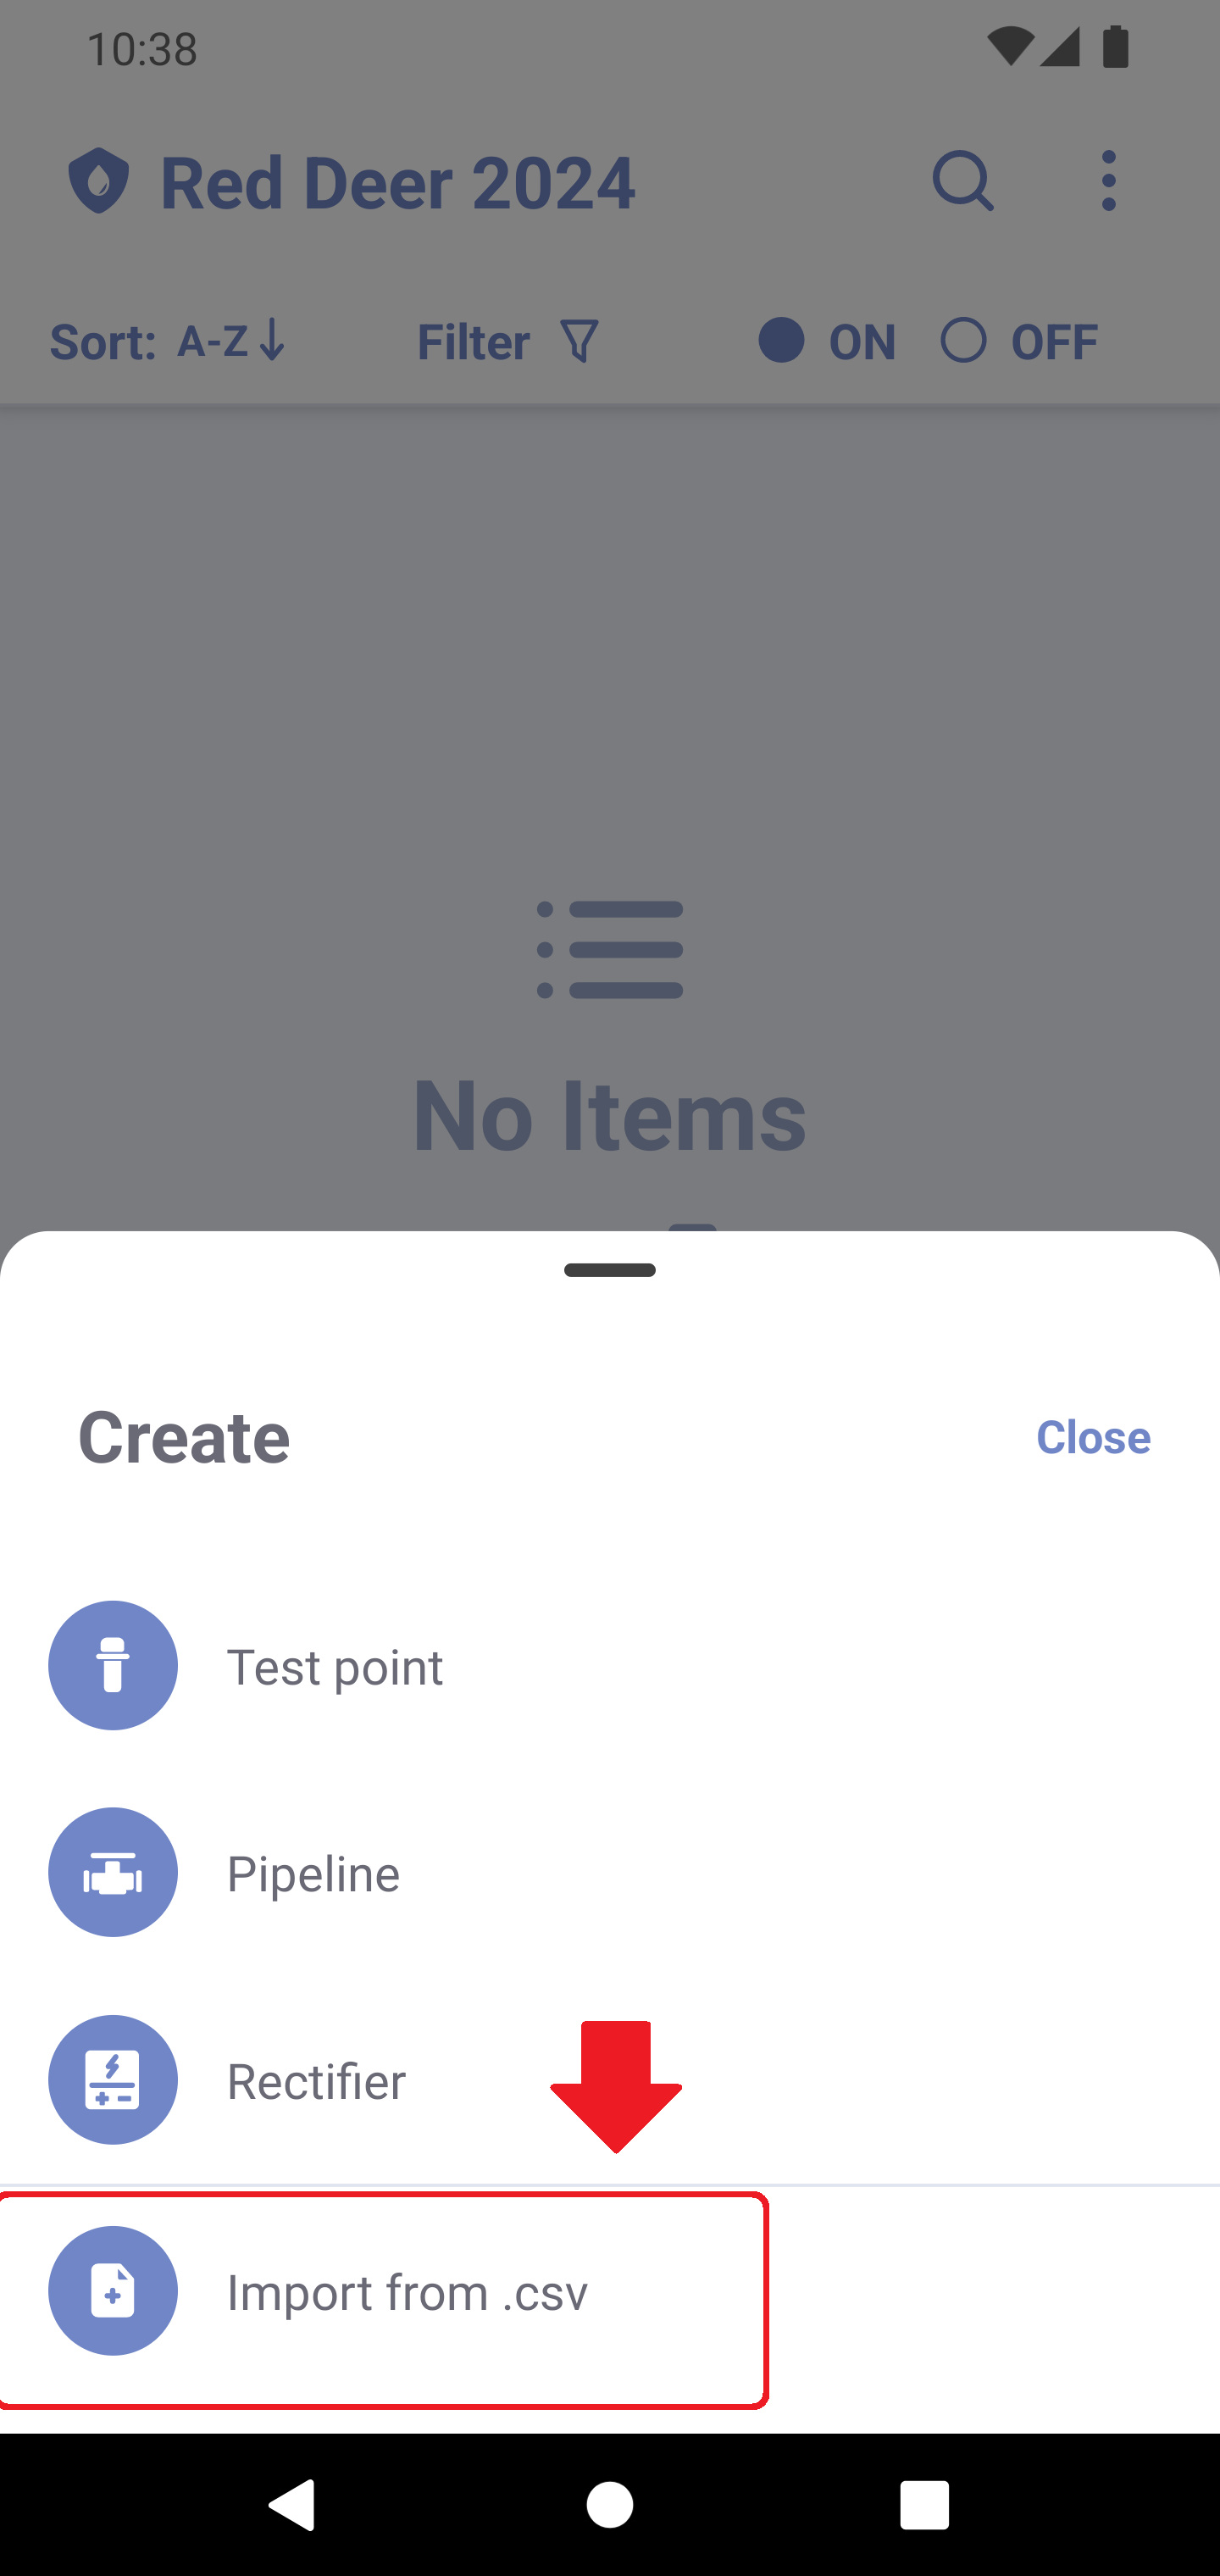 10:38
Red Deer 2024
Sort: A-Z Filter ON OFF
No Items
Create Close
Test point
Pipeline
Rectifier
Import from .csv